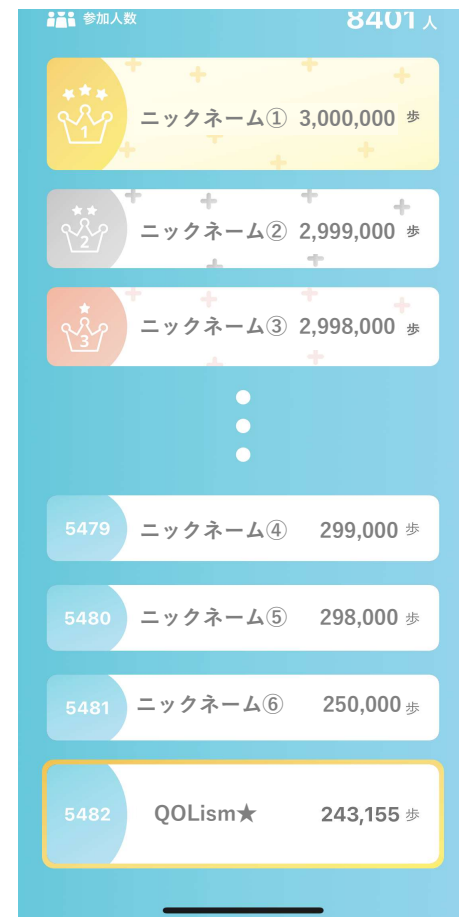 参加人数 8401 人
1 ニックネーム① 3,000,000 歩
2 ニックネーム② 2,999,000 歩
3 ニックネーム③ 2,998,000 歩
5479 ニックネーム④ 299,000 歩
5480 ニックネーム⑤ 298,000 歩
5481 ニックネーム⑥ 250,000 歩
5482 QOLism★ 243,155 歩